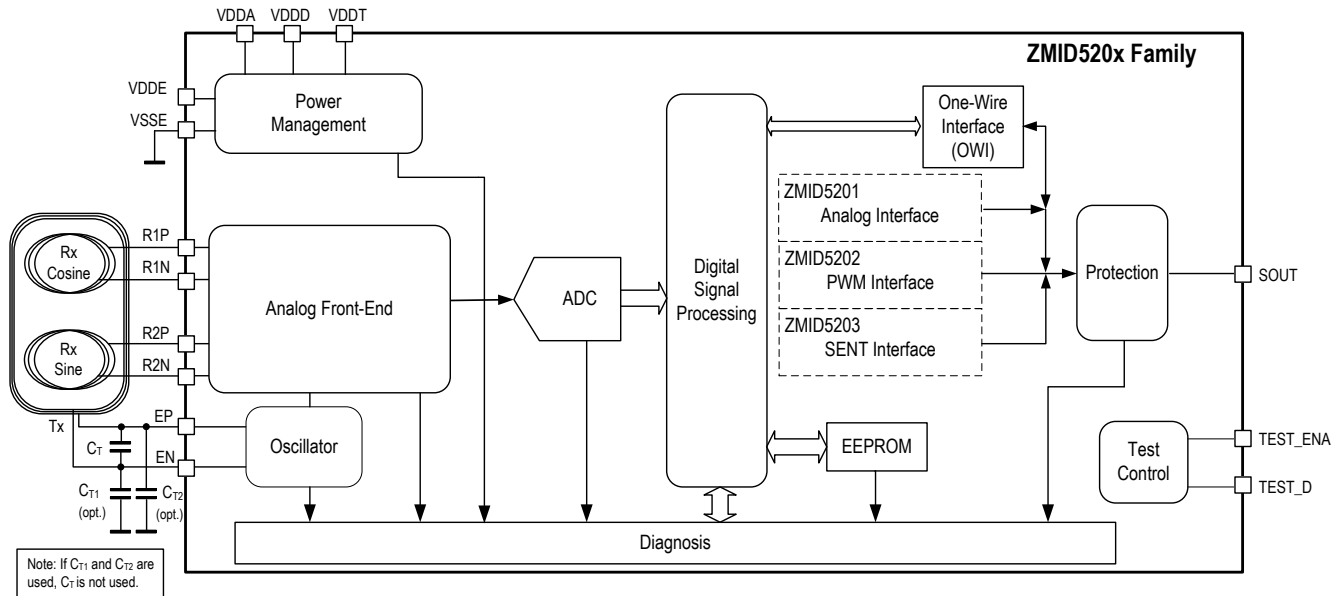 VDDA VDDD VDDT
ZMID520x Family
VDDE
VSSE
Power
Management
One-Wire
Interface
(OWI)
ZMID5201
Analog Interface
ZMID5202
PWM Interface
ZMID5203
SENT Interface
Protection
SOUT
Rx
Cosine
Rx
Sine
R1P
R1N
R2P
R2N
Analog Front-End
ADC
Digital
Signal
Processing
Tx
EP
EN
CT
CT1
(opt.)
CT2
(opt.)
Oscillator
EEPROM
Test
Control
TEST_ENA
TEST_D
Diagnosis
Note: If CT1 and CT2 are
used, CT is not used.